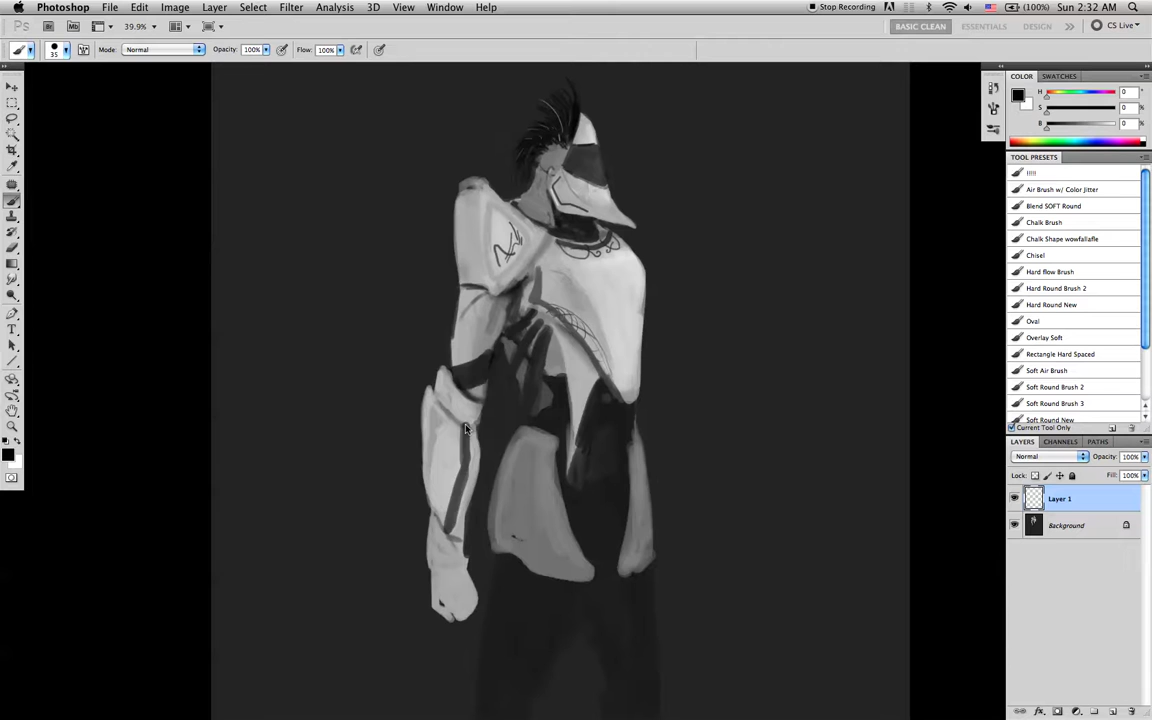 Photoshop File Edit Image Layer Select Filter Analysis 3D View Window Help Stop Recording (100%) Sun 2:32 AM
Ps Br Mb 39.9% BASIC CLEAN ESSENTIALS DESIGN CS Live
35 Mode: Normal Opacity: 100% Flow: 100%
COLOR SWATCHES
H 0 °
S 0 %
B 0 %
TOOL PRESETS
!!!!!
Air Brush w/ Color Jitter
Blend SOFT Round
Chalk Brush
Chalk Shape wowfallafle
Chisel
Hard flow Brush
Hard Round Brush 2
Hard Round New
Oval
Overlay Soft
Rectangle Hard Spaced
Soft Air Brush
Soft Round Brush 2
Soft Round Brush 3
Soft Round New
Current Tool Only
LAYERS CHANNELS PATHS
Normal Opacity: 100%
Lock: Fill: 100%
Layer 1
Background